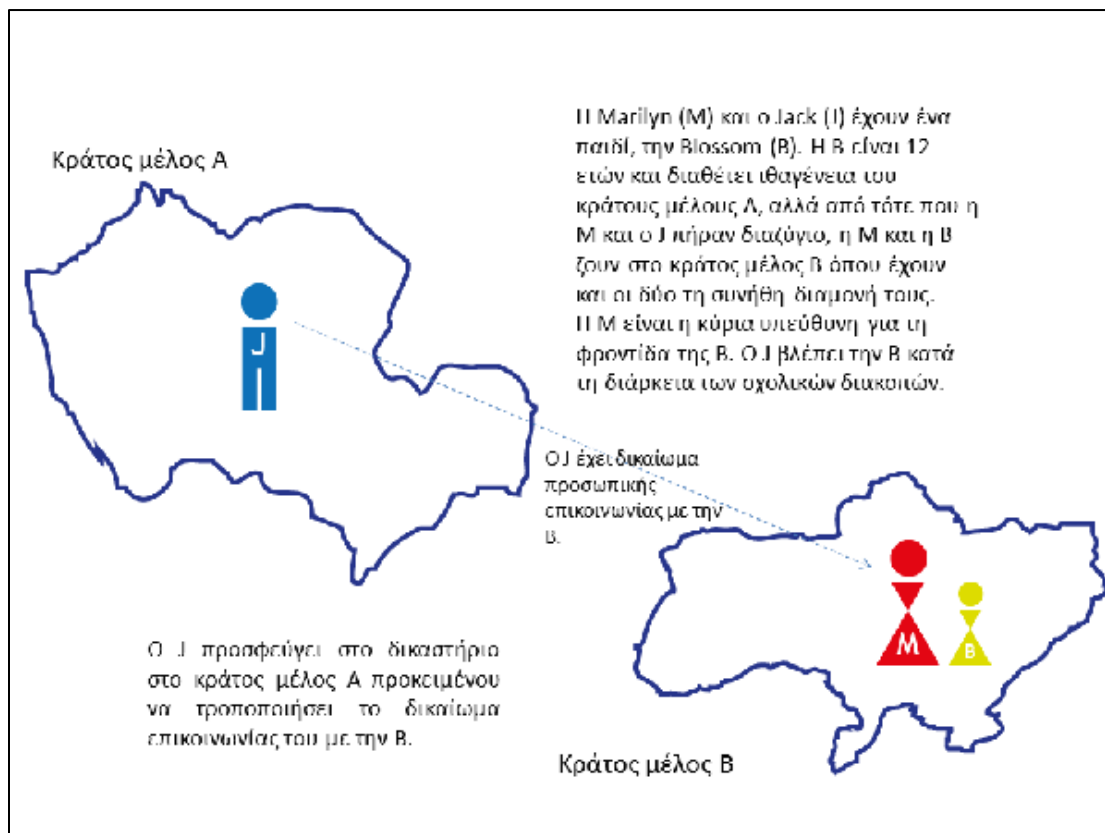 Κράτος μέλος Α
Η Marilyn (M) και ο Jack (J) έχουν ένα
παιδί, την Blossom (B). Η Β είναι 12
ετών και διαθέτει ιθαγένεια του
κράτους μέλους Α, αλλά από τότε που η
Μ και ο J πήραν διαζύγιο, η Μ και η Β
ζουν στο κράτος μέλος Β όπου έχουν
και οι δύο τη συνήθη διαμονή τους.
Η Μ είναι η κύρια υπεύθυνη για τη
φροντίδα της Β. Ο J βλέπει την Β κατά
τη διάρκεια των σχολικών διακοπών.
J
Ο J έχει δικαίωμα
προσωπικής
επικοινωνίας με την
Β.
M
B
Ο J προσφεύγει στο δικαστήριο
στο κράτος μέλος Α προκειμένου
να τροποποιήσει το δικαίωμα
επικοινωνίας του με την Β.
Κράτος μέλος Β